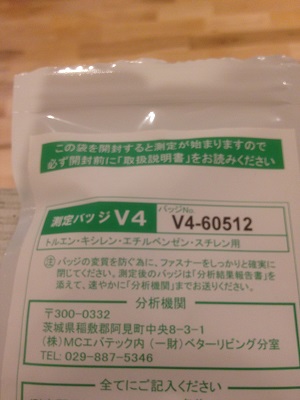 この袋を開封すると測定が始まりますので
必ず開封前に「取扱説明書」をお読みください
測定バッジ V4
バッジNo.
V4-60512
トルエン・キシレン・エチルベンゼン・スチレン用
㊟ バッジの変質を防ぐ為に、ファスナーをしっかりと確実に
閉じてください。測定後のバッジは「分析結果報告書」を
添えて、速やかに「分析機関」までお送りください。
分析機関
〒300-0332
茨城県稲敷郡阿見町中央8-3-1
(株)MCエバテック内 (一財)ベターリビング分室
TEL: 029-887-5346
全てにご記入ください